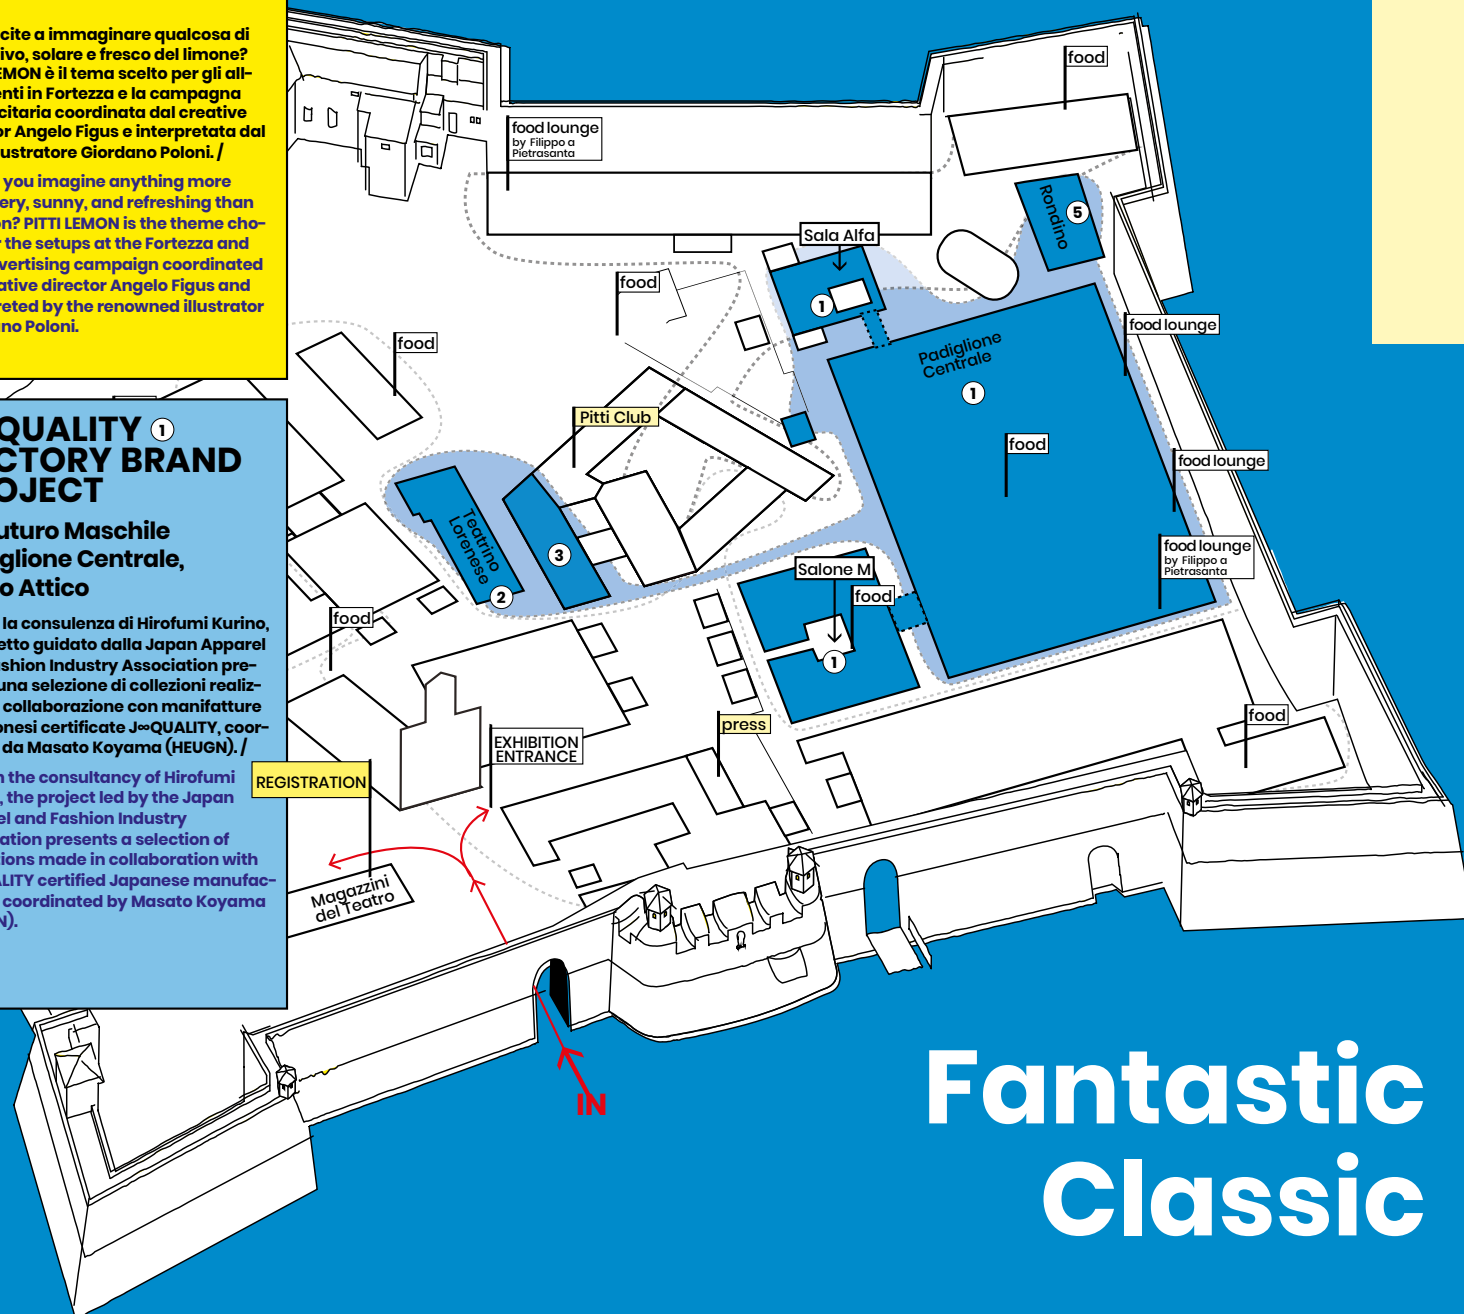 cite a immaginare qualcosa di
ivo, solare e fresco del limone?
EMON è il tema scelto per gli all-
enti in Fortezza e la campagna
citaria coordinata dal creative
or Angelo Figus e interpretata dal
lustratore Giordano Poloni. /
you imagine anything more
ery, sunny, and refreshing than
on? PITTI LEMON is the theme cho-
r the setups at the Fortezza and
vertising campaign coordinated
ative director Angelo Figus and
reted by the renowned illustrator
no Poloni.
QUALITY 1
CTORY BRAND
OJECT
uturo Maschile
glione Centrale,
o Attico
la consulenza di Hirofumi Kurino,
etto guidato dalla Japan Apparel
shion Industry Association pre-
una selezione di collezioni realiz-
collaborazione con manifatture
onesi certificate J∞QUALITY, coor-
da Masato Koyama (HEUGN). /
h the consultancy of Hirofumi
, the project led by the Japan
el and Fashion Industry
ation presents a selection of
tions made in collaboration with
ALITY certified Japanese manufac-
coordinated by Masato Koyama
N).
food
food lounge
by Filippo a
Pietrasanta
Rondino
5
Sala Alfa
1
food
food
food lounge
Padiglione
Centrale
1
Pitti Club
food
food lounge
Teatrino
Lorenese
2
3
food lounge
by Filippo a
Pietrasanta
Salone M
food
1
food
press
food
EXHIBITION
ENTRANCE
REGISTRATION
Magazzini
del Teatro
IN
Fantastic
Classic